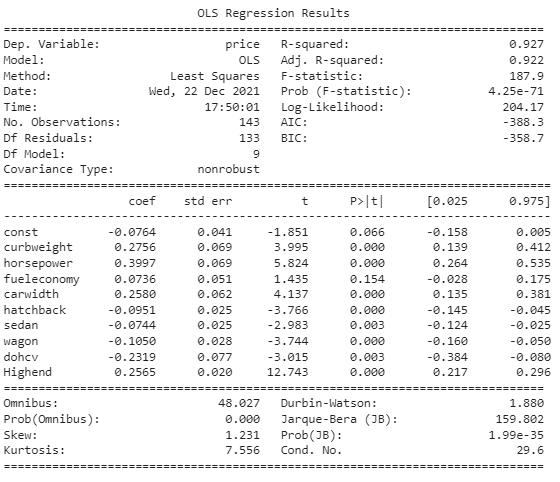 OLS Regression Results
==============================================================================
Dep. Variable: price R-squared: 0.927
Model: OLS Adj. R-squared: 0.922
Method: Least Squares F-statistic: 187.9
Date: Wed, 22 Dec 2021 Prob (F-statistic): 4.25e-71
Time: 17:50:01 Log-Likelihood: 204.17
No. Observations: 143 AIC: -388.3
Df Residuals: 133 BIC: -358.7
Df Model: 9
Covariance Type: nonrobust
==============================================================================
coef std err t P>|t| [0.025 0.975]
------------------------------------------------------------------------------
const -0.0764 0.041 -1.851 0.066 -0.158 0.005
curbweight 0.2756 0.069 3.995 0.000 0.139 0.412
horsepower 0.3997 0.069 5.824 0.000 0.264 0.535
fueleconomy 0.0736 0.051 1.435 0.154 -0.028 0.175
carwidth 0.2580 0.062 4.137 0.000 0.135 0.381
hatchback -0.0951 0.025 -3.766 0.000 -0.145 -0.045
sedan -0.0744 0.025 -2.983 0.003 -0.124 -0.025
wagon -0.1050 0.028 -3.744 0.000 -0.160 -0.050
dohcv -0.2319 0.077 -3.015 0.003 -0.384 -0.080
Highend 0.2565 0.020 12.743 0.000 0.217 0.296
==============================================================================
Omnibus: 48.027 Durbin-Watson: 1.880
Prob(Omnibus): 0.000 Jarque-Bera (JB): 159.802
Skew: 1.231 Prob(JB): 1.99e-35
Kurtosis: 7.556 Cond. No. 29.6
==============================================================================